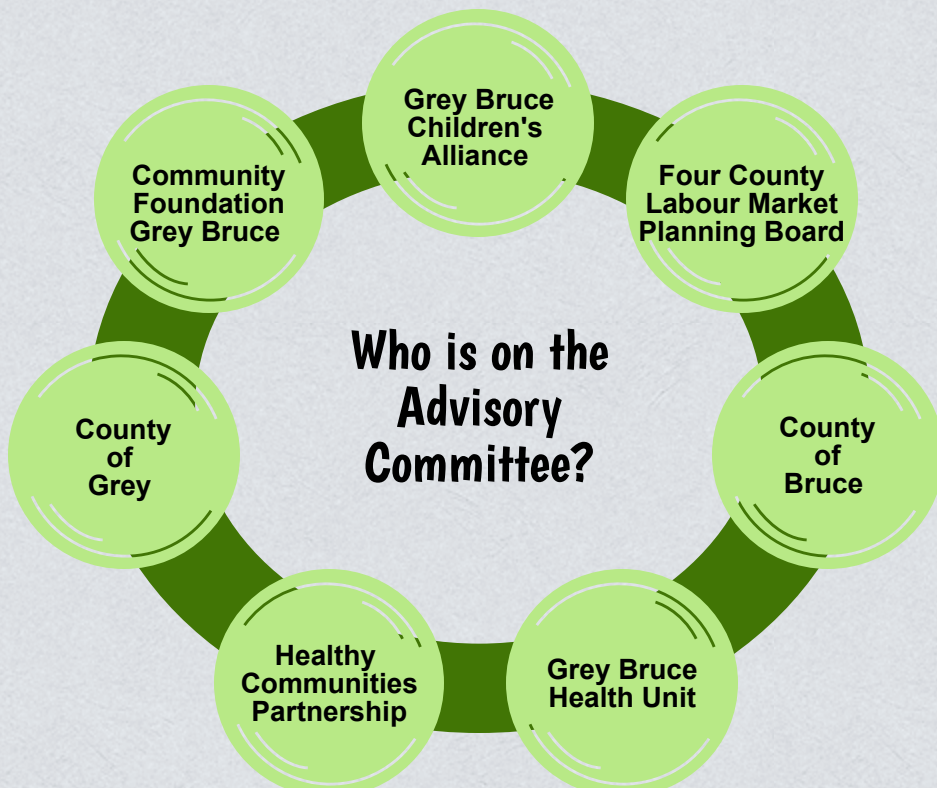 Grey Bruce
Children's
Alliance
Four County
Labour Market
Planning Board
County
of
Bruce
Grey Bruce
Health Unit
Healthy
Communities
Partnership
County
of
Grey
Community
Foundation
Grey Bruce
Who is on the
Advisory
Committee?